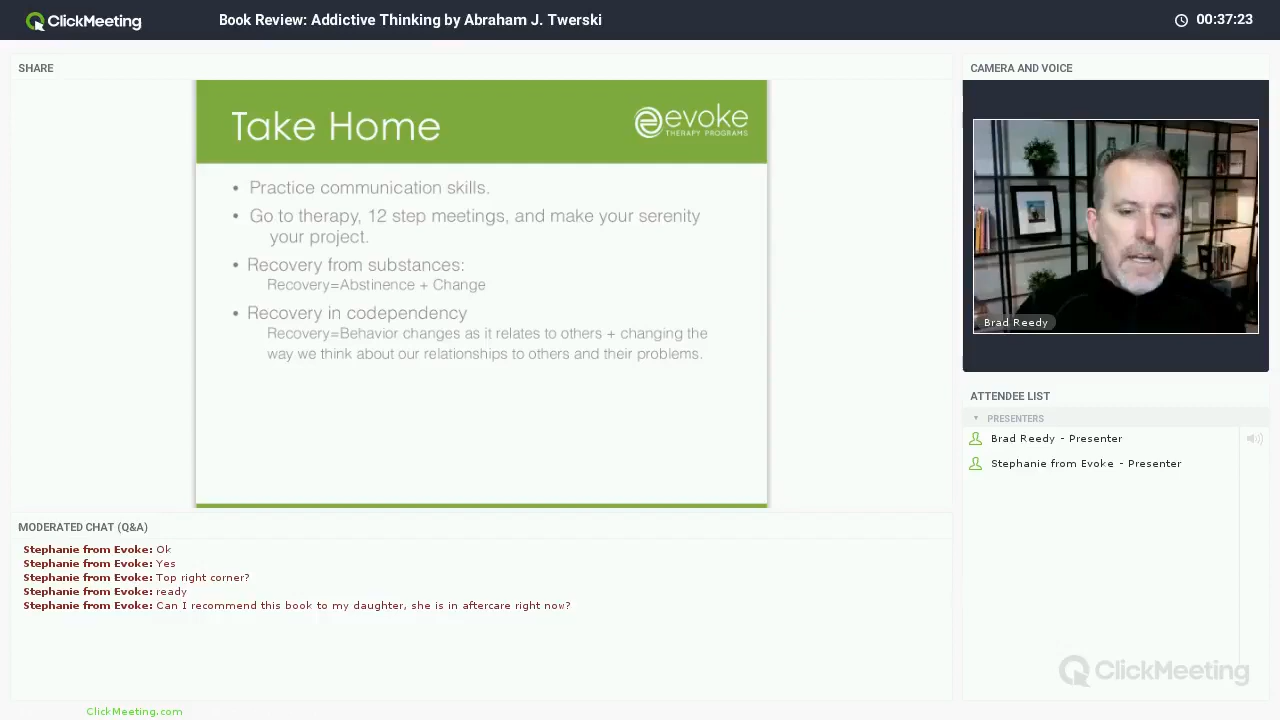 ClickMeeting
Book Review: Addictive Thinking by Abraham J. Twerski
00:37:23
SHARE
Take Home
evoke
THERAPY PROGRAMS
• Practice communication skills.
• Go to therapy, 12 step meetings, and make your serenity
your project.
• Recovery from substances:
Recovery=Abstinence + Change
• Recovery in codependency
Recovery=Behavior changes as it relates to others + changing the
way we think about our relationships to others and their problems.
CAMERA AND VOICE
Brad Reedy
ATTENDEE LIST
PRESENTERS
Brad Reedy - Presenter
Stephanie from Evoke - Presenter
MODERATED CHAT (Q&A)
Stephanie from Evoke: Ok
Stephanie from Evoke: Yes
Stephanie from Evoke: Top right corner?
Stephanie from Evoke: ready
Stephanie from Evoke: Can I recommend this book to my daughter, she is in aftercare right now?
ClickMeeting
ClickMeeting.com